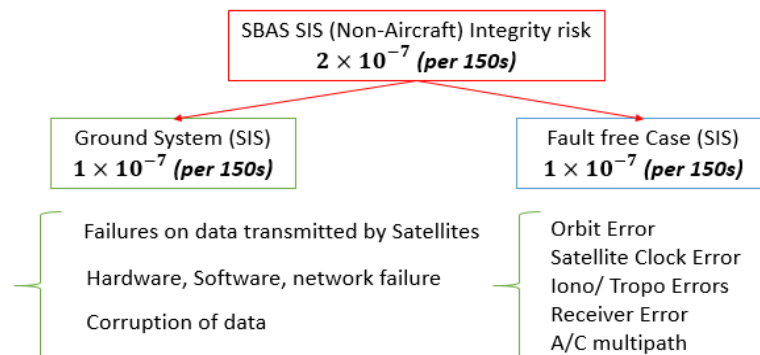 SBAS SIS (Non-Aircraft) Integrity risk
2 × 10⁻⁷ (per 150s)
Ground System (SIS)
1 × 10⁻⁷ (per 150s)
Fault free Case (SIS)
1 × 10⁻⁷ (per 150s)
Failures on data transmitted by Satellites
Hardware, Software, network failure
Corruption of data
Orbit Error
Satellite Clock Error
Iono/ Tropo Errors
Receiver Error
A/C multipath